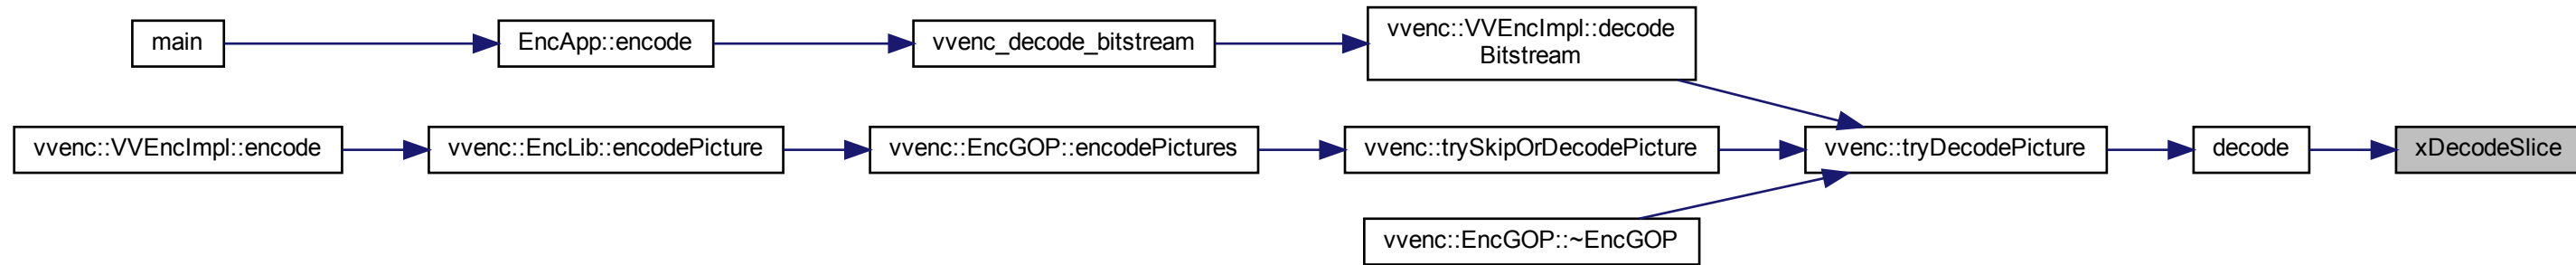 main
EncApp::encode
vvenc_decode_bitstream
vvenc::VVEncImpl::decode
Bitstream
vvenc::VVEncImpl::encode
vvenc::EncLib::encodePicture
vvenc::EncGOP::encodePictures
vvenc::trySkipOrDecodePicture
vvenc::tryDecodePicture
decode
xDecodeSlice
vvenc::EncGOP::~EncGOP